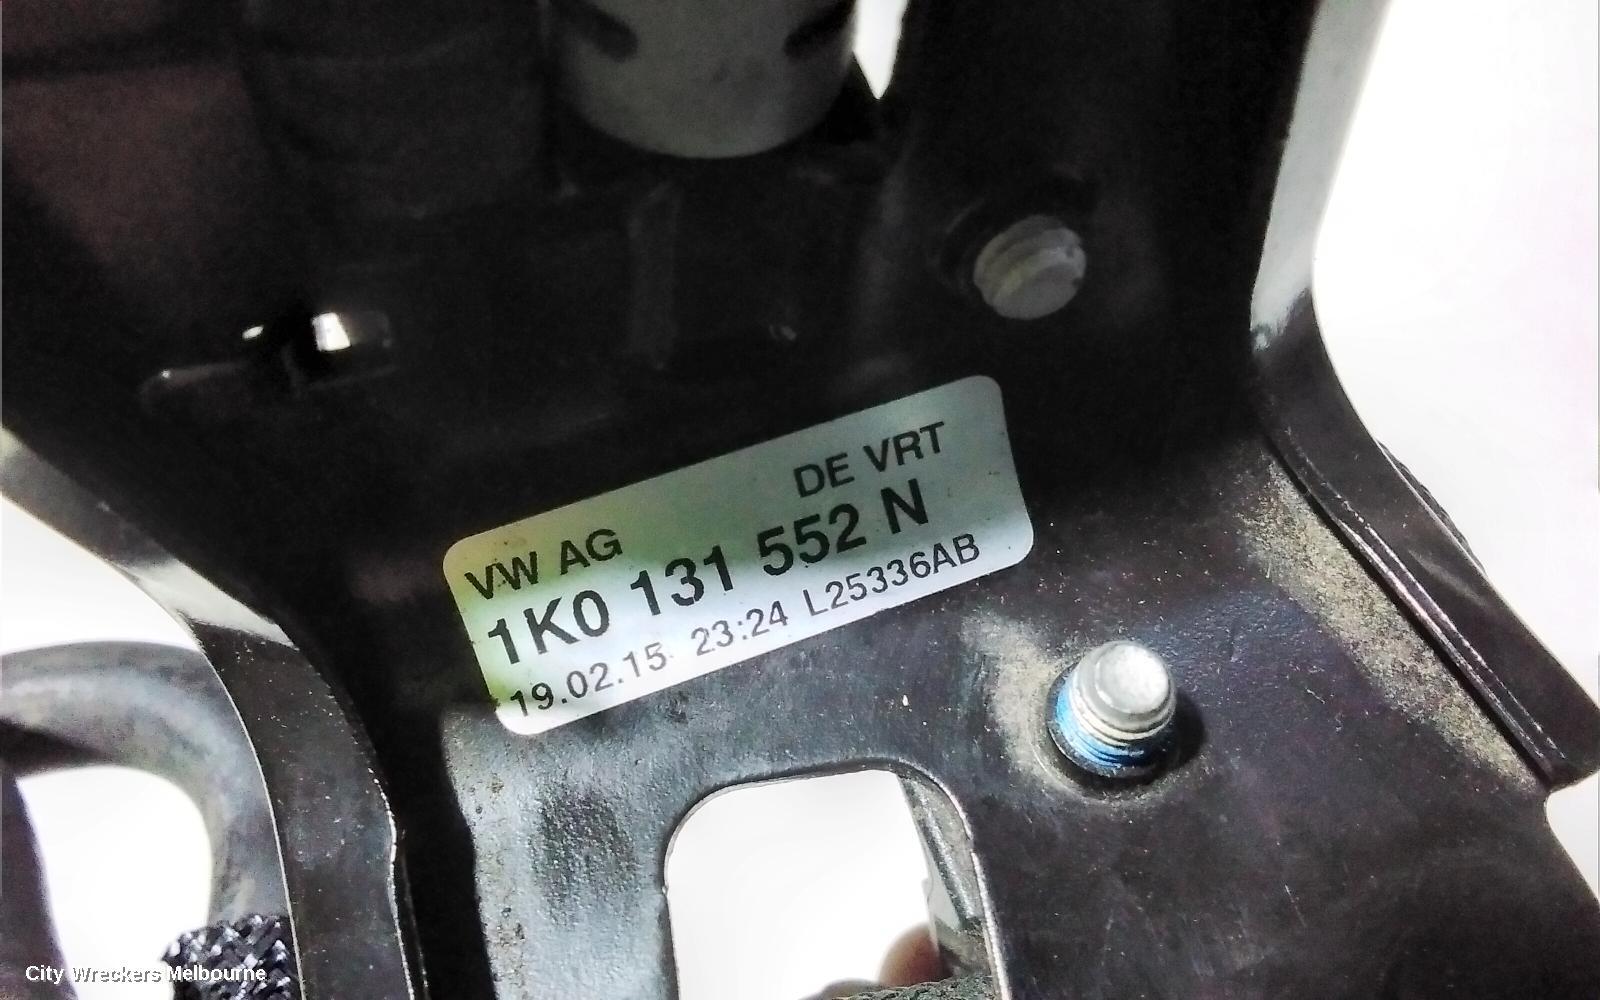 DE VRT
VW AG
1K0 131 552 N
19.02.15 23:24 L25336AB
City Wreckers Melbourne